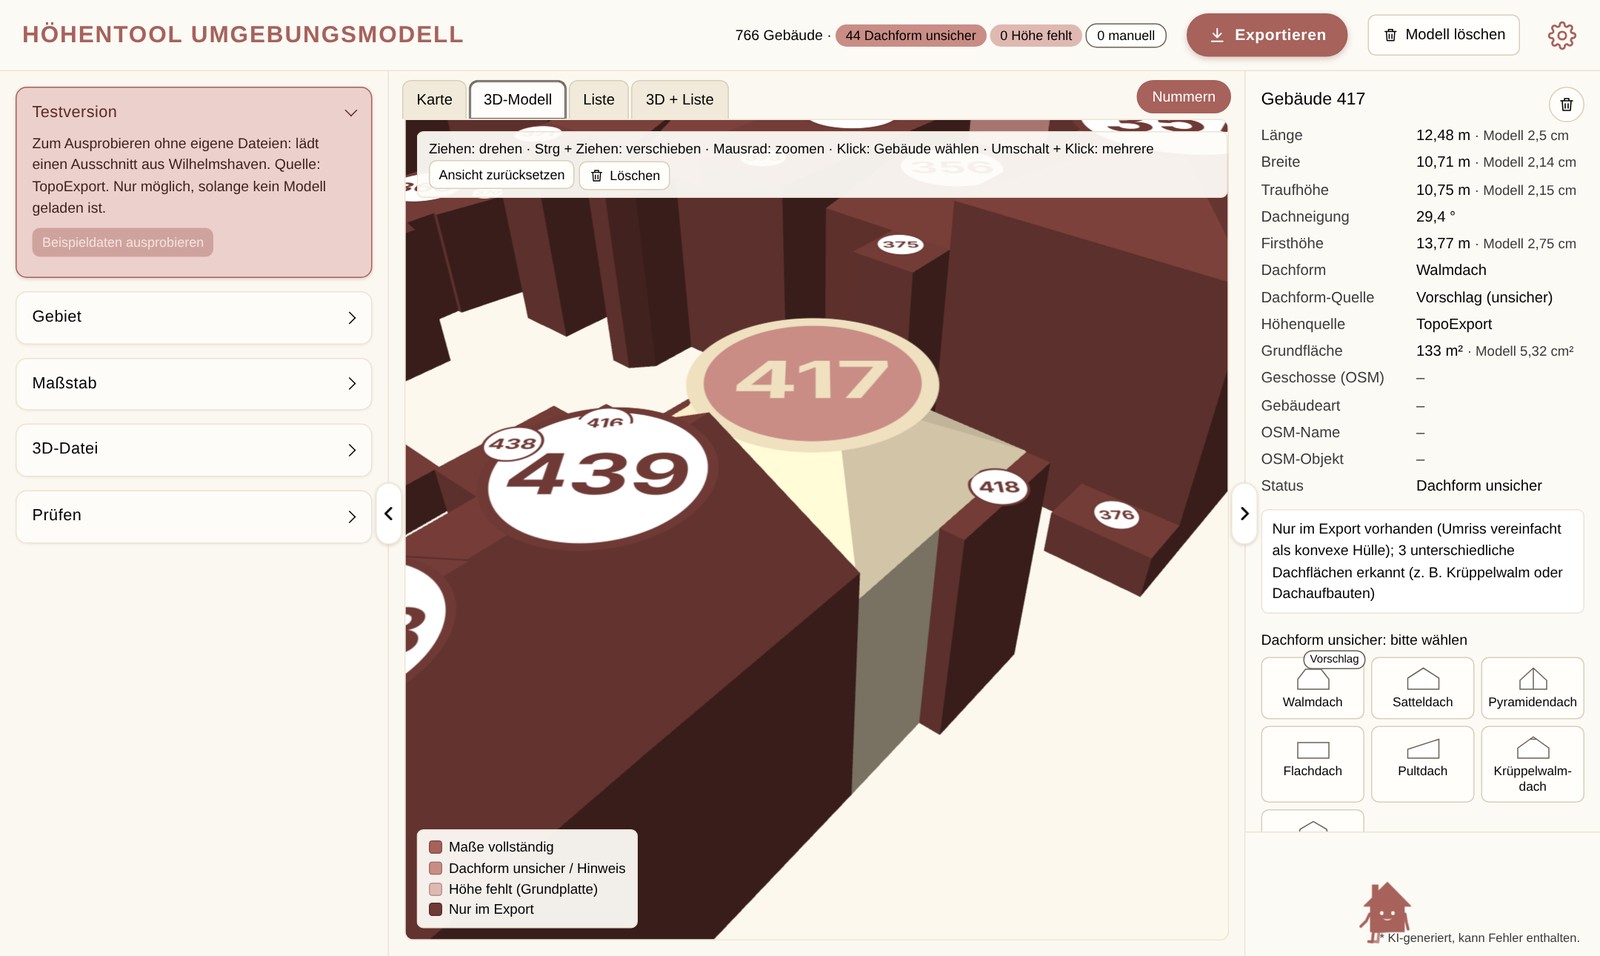 HÖHENTOOL UMGEBUNGSMODELL
766 Gebäude · 44 Dachform unsicher 0 Höhe fehlt 0 manuell
Exportieren
Modell löschen
Testversion
Zum Ausprobieren ohne eigene Dateien: lädt
einen Ausschnitt aus Wilhelmshaven. Quelle:
TopoExport. Nur möglich, solange kein Modell
geladen ist.
Beispieldaten ausprobieren
Gebiet
Maßstab
3D-Datei
Prüfen
Karte
3D-Modell
Liste
3D + Liste
Nummern
Ziehen: drehen · Strg + Ziehen: verschieben · Mausrad: zoomen · Klick: Gebäude wählen · Umschalt + Klick: mehrere
Ansicht zurücksetzen
Löschen
356
375
417
416
438
439
418
376
Maße vollständig
Dachform unsicher / Hinweis
Höhe fehlt (Grundplatte)
Nur im Export
Gebäude 417
Länge 12,48 m · Modell 2,5 cm
Breite 10,71 m · Modell 2,14 cm
Traufhöhe 10,75 m · Modell 2,15 cm
Dachneigung 29,4 °
Firsthöhe 13,77 m · Modell 2,75 cm
Dachform Walmdach
Dachform-Quelle Vorschlag (unsicher)
Höhenquelle TopoExport
Grundfläche 133 m² · Modell 5,32 cm²
Geschosse (OSM) –
Gebäudeart –
OSM-Name –
OSM-Objekt –
Status Dachform unsicher
Nur im Export vorhanden (Umriss vereinfacht
als konvexe Hülle); 3 unterschiedliche
Dachflächen erkannt (z. B. Krüppelwalm oder
Dachaufbauten)
Dachform unsicher: bitte wählen
Vorschlag
Walmdach
Satteldach
Pyramidendach
Flachdach
Pultdach
Krüppelwalm-
dach
* KI-generiert, kann Fehler enthalten.